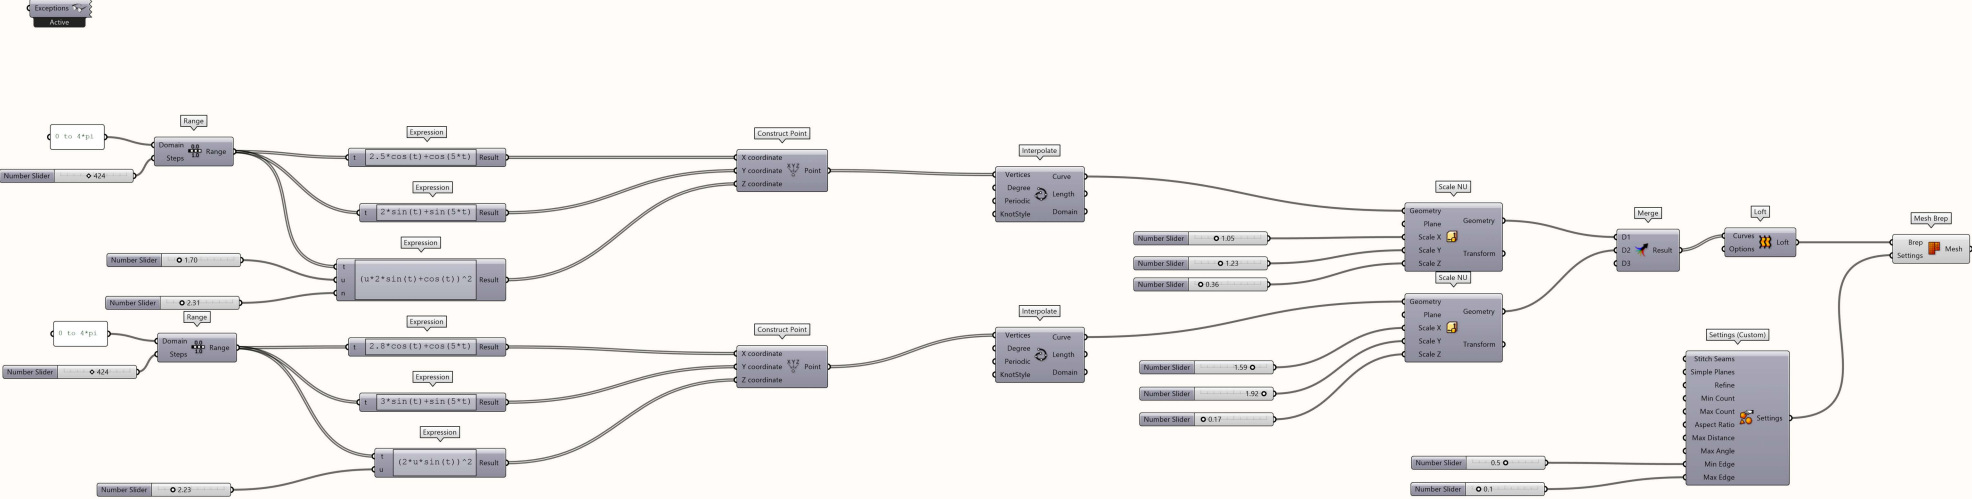 Exceptions
Active
Range
0 to 4*pi
Domain
Steps
Range
Number Slider
424
Expression
t
2.5*cos(t)+cos(5*t)
Result
Expression
t
2*sin(t)+sin(5*t)
Result
Expression
t
u
n
(u*2*sin(t)+cos(t))^2
Result
Number Slider
1.70
Number Slider
2.31
Construct Point
X coordinate
Y coordinate
Z coordinate
XYZ
Point
Interpolate
Vertices
Degree
Periodic
KnotStyle
Curve
Length
Domain
Number Slider
1.05
Number Slider
1.23
Number Slider
0.36
Scale NU
Geometry
Plane
Scale X
Scale Y
Scale Z
Geometry
Transform
Range
0 to 4*pi
Domain
Steps
Range
Number Slider
424
Expression
t
2.8*cos(t)+cos(5*t)
Result
Expression
t
3*sin(t)+sin(5*t)
Result
Expression
t
u
(2*u*sin(t))^2
Result
Number Slider
2.23
Construct Point
X coordinate
Y coordinate
Z coordinate
XYZ
Point
Interpolate
Vertices
Degree
Periodic
KnotStyle
Curve
Length
Domain
Number Slider
1.59
Number Slider
1.92
Number Slider
0.17
Scale NU
Geometry
Plane
Scale X
Scale Y
Scale Z
Geometry
Transform
Merge
D1
D2
D3
Result
Loft
Curves
Options
Loft
Mesh Brep
Brep
Settings
Mesh
Settings (Custom)
Stitch Seams
Simple Planes
Refine
Min Count
Max Count
Aspect Ratio
Max Distance
Max Angle
Min Edge
Max Edge
Settings
Number Slider
0.5
Number Slider
0.1